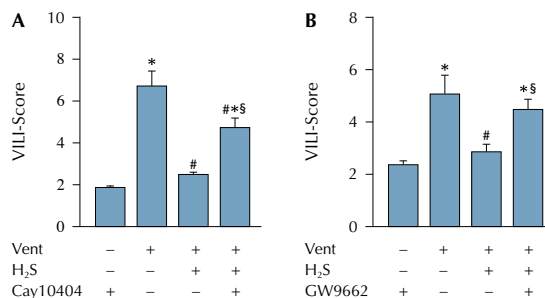 A
VILI-Score
10
8
6
4
2
0
*
#
#*§
Vent – + + +
H₂S – – + +
Cay10404 + – – +
B
VILI-Score
8
6
4
2
0
*
#
*§
Vent – + + +
H₂S – – + +
GW9662 + – – +